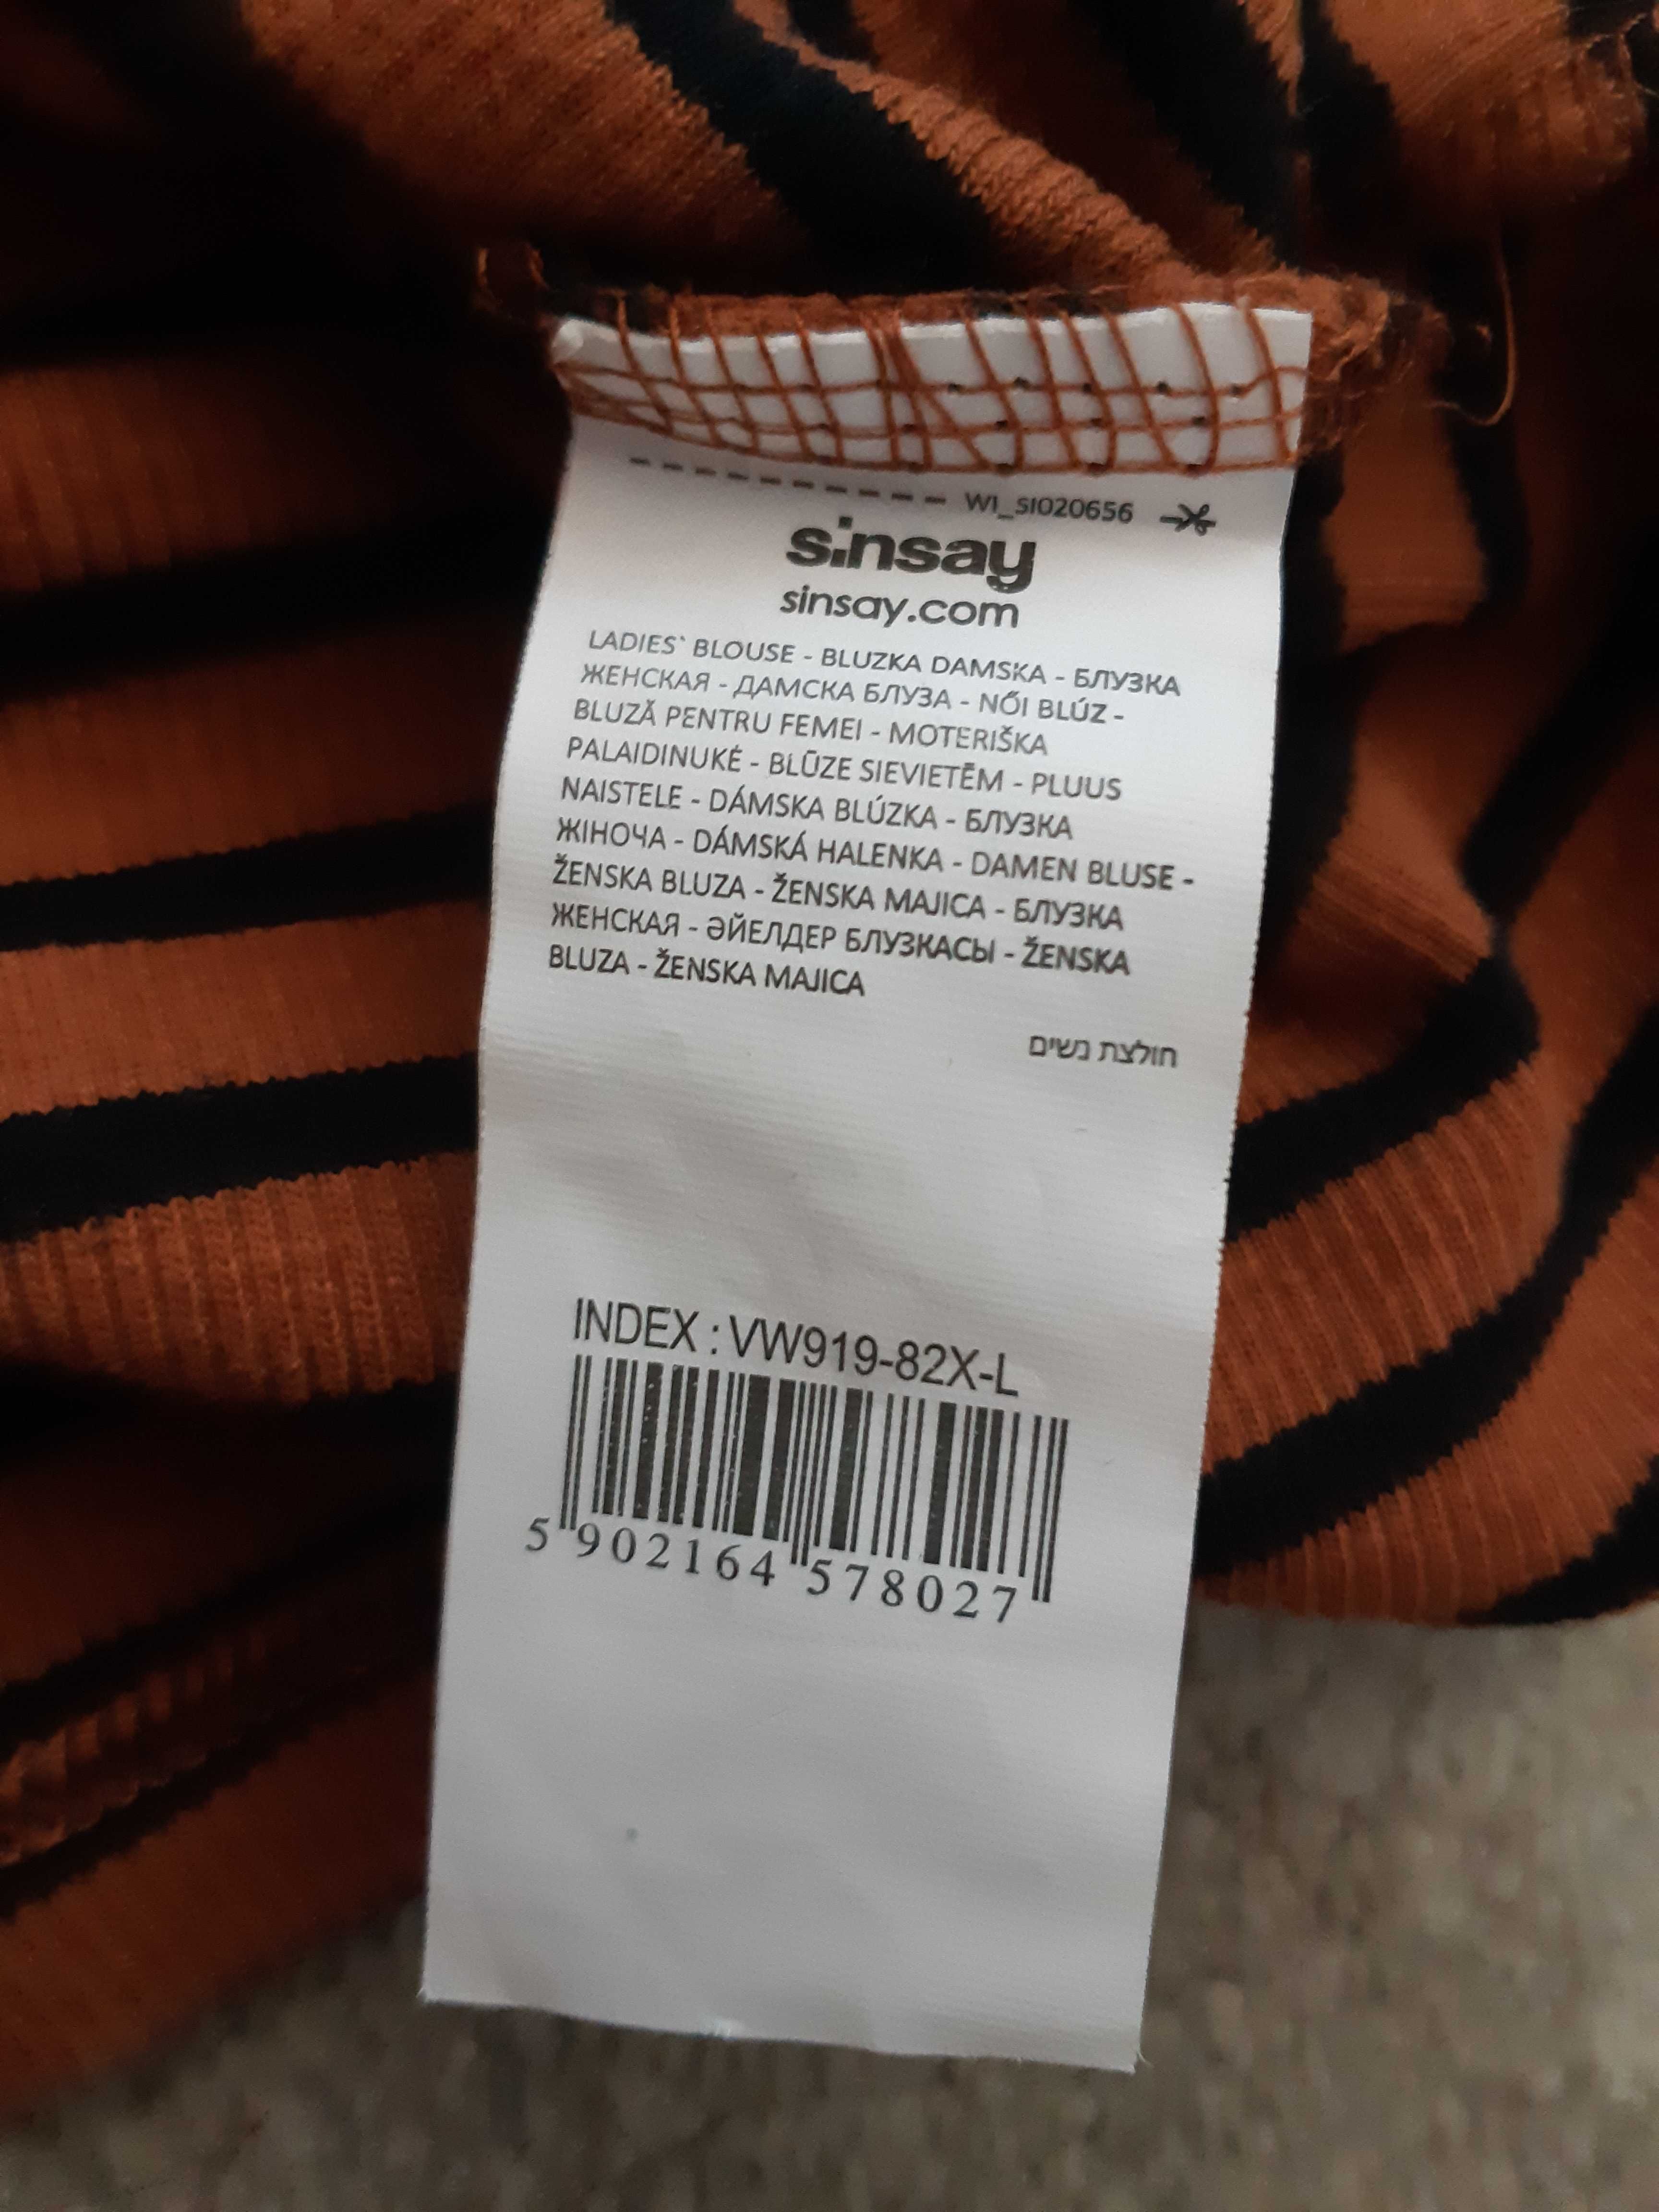 WI_SI020656
sinsay
sinsay.com
LADIES` BLOUSE - BLUZKA DAMSKA - БЛУЗКА
ЖЕНСКАЯ - ДАМСКА БЛУЗА - NŐI BLÚZ -
BLUZĂ PENTRU FEMEI - MOTERIŠKA
PALAIDINUKĖ - BLŪZE SIEVIETĒM - PLUUS
NAISTELE - DÁMSKA BLÚZKA - БЛУЗКА
ЖІНОЧА - DÁMSKÁ HALENKA - DAMEN BLUSE -
ŽENSKA BLUZA - ŽENSKA MAJICA - БЛУЗКА
ЖЕНСКАЯ - ӘЙЕЛДЕР БЛУЗКАСЫ - ŽENSKA
BLUZA - ŽENSKA MAJICA
חולצת נשים
INDEX : VW919-82X-L
5 902164 578027